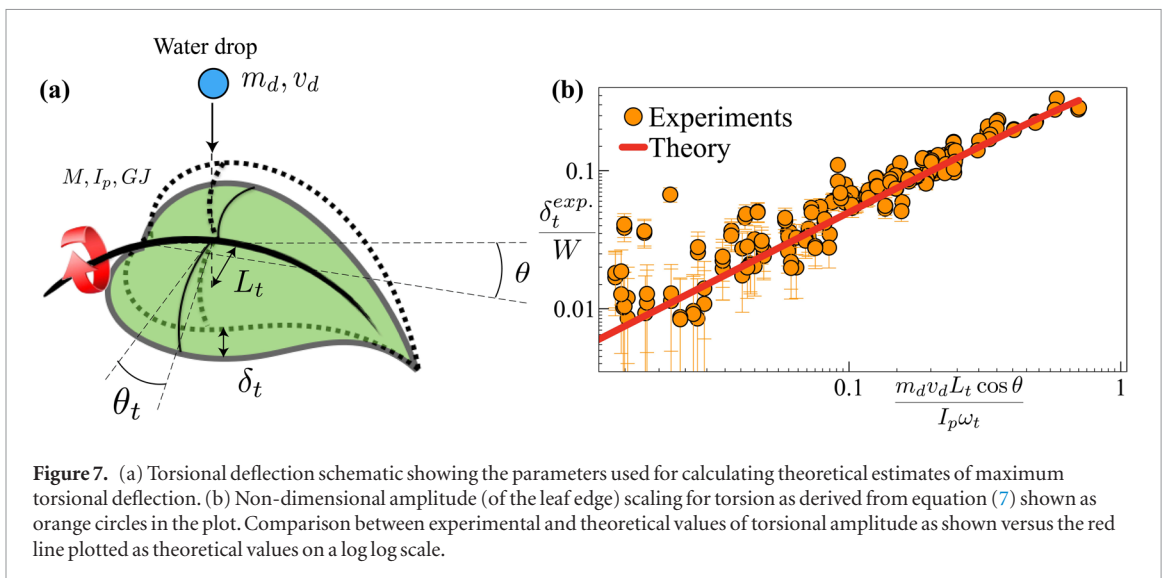 Water drop
(a)
m_d, v_d
M, I_p, GJ
L_t
θ
δ_t
θ_t
(b)
Experiments
Theory
0.1
0.01
δ_t^{exp.}
W
0.1
1
m_d v_d L_t cos θ
I_p ω_t
Figure 7. (a) Torsional deflection schematic showing the parameters used for calculating theoretical estimates of maximum
torsional deflection. (b) Non-dimensional amplitude (of the leaf edge) scaling for torsion as derived from equation (7) shown as
orange circles in the plot. Comparison between experimental and theoretical values of torsional amplitude as shown versus the red
line plotted as theoretical values on a log log scale.